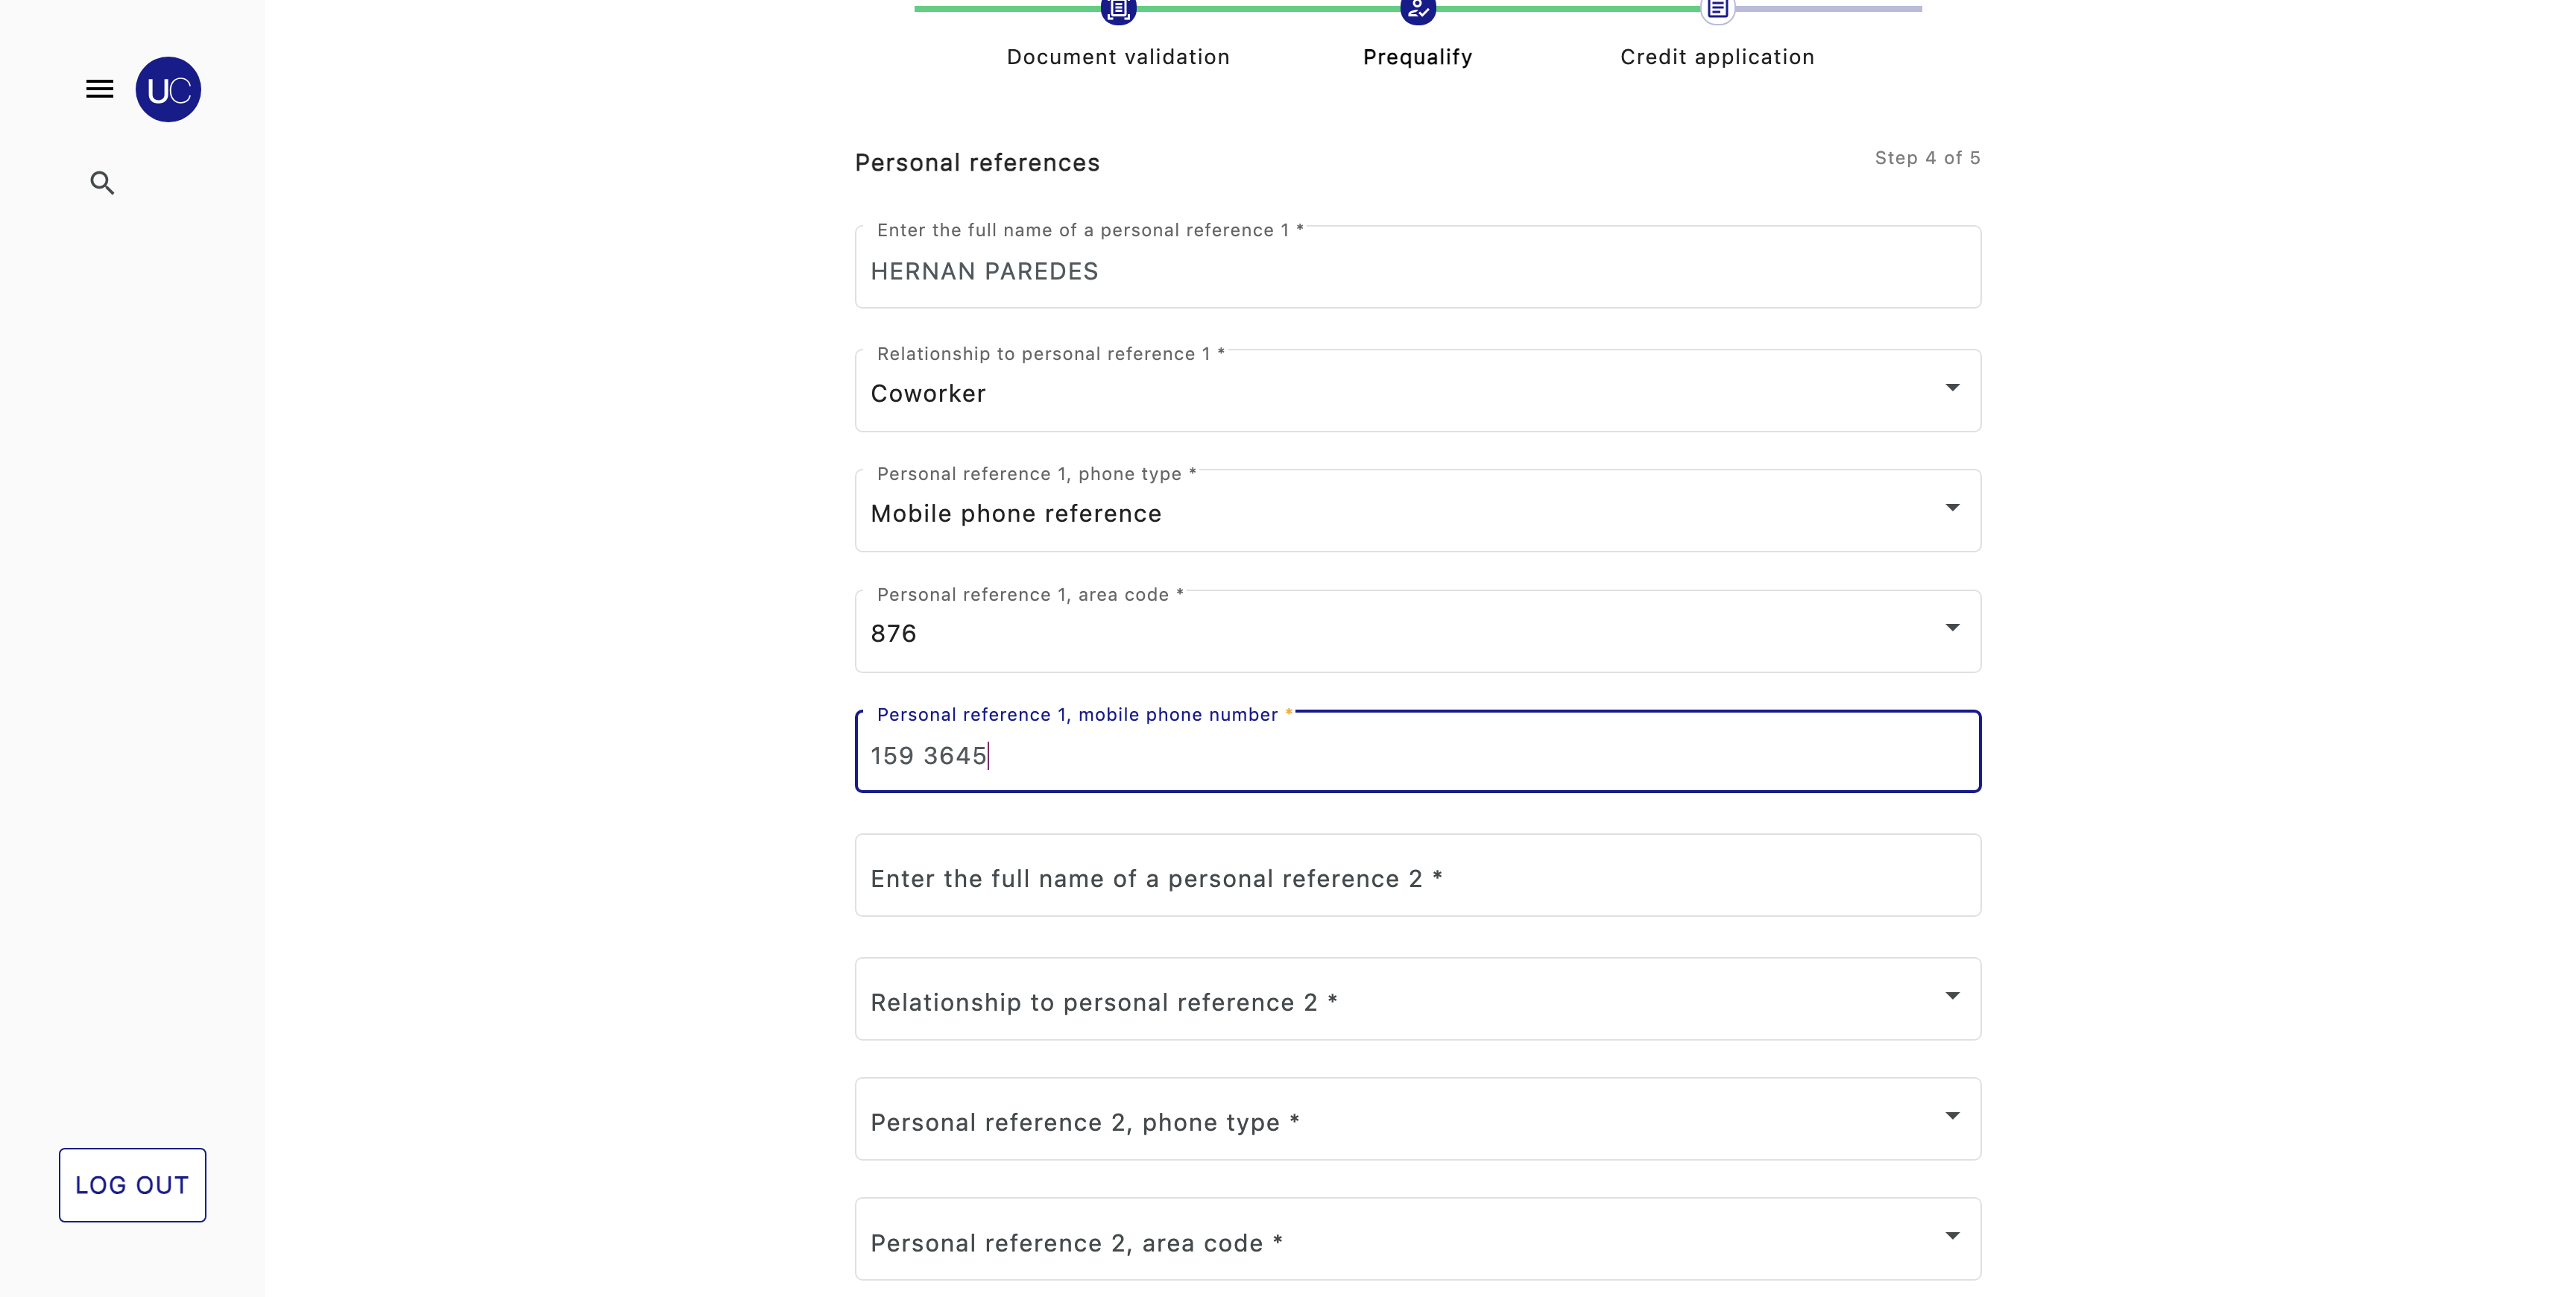 Document validation
Prequalify
Credit application
UC
Personal references
Step 4 of 5
Enter the full name of a personal reference 1 *
HERNAN PAREDES
Relationship to personal reference 1 *
Coworker
Personal reference 1, phone type *
Mobile phone reference
Personal reference 1, area code *
876
Personal reference 1, mobile phone number *
159 3645
Enter the full name of a personal reference 2 *
Relationship to personal reference 2 *
Personal reference 2, phone type *
LOG OUT
Personal reference 2, area code *